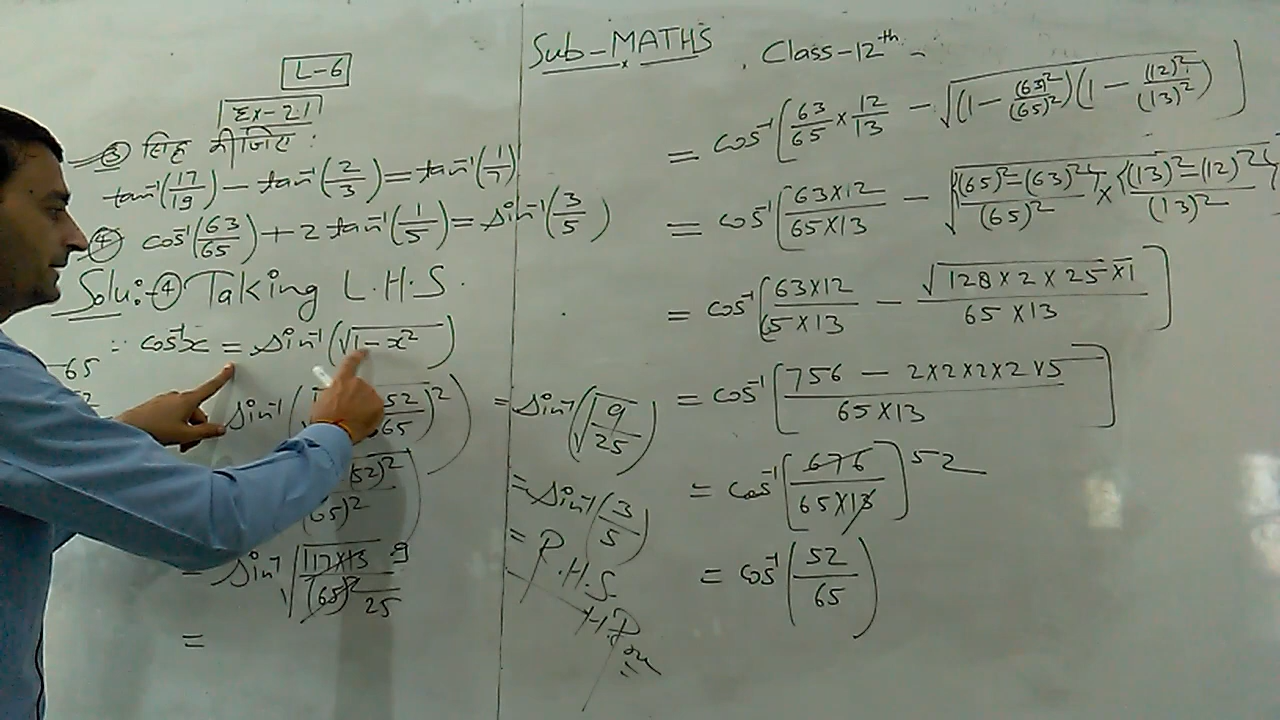 Sub-MATHS, Class-12th -
L-6
Ex-2.1
③ सिद्ध कीजिए:
tan⁻¹(17/19) - tan⁻¹(2/3) = tan⁻¹(1/7)
④ cos⁻¹(63/65) + 2 tan⁻¹(1/5) = sin⁻¹(3/5)
Solu:-④ Taking L.H.S.
∵ cos⁻¹x = sin⁻¹(√1-x²)
65
sin⁻¹(√ 52/65)²)
52)²/(65)²
= sin⁻¹√117×13 9/(65)² 25
=
= sin⁻¹(√9/25)
= sin⁻¹(3/5)
= R.H.S.
H.P.
= cos⁻¹[63/65 × 12/13 - √(1 - (63)²/(65)²)(1 - (12)²/(13)²)]
= cos⁻¹[63×12/65×13 - √{(65)²-(63)²}/(65)² × {(13)²-(12)²}/(13)²
= cos⁻¹[63×12/65×13 - √128×2×25×1/65×13]
= cos⁻¹[756 - 2×2×2×2×5/65×13]
= cos⁻¹[676/65×13] 52
= cos⁻¹(52/65)